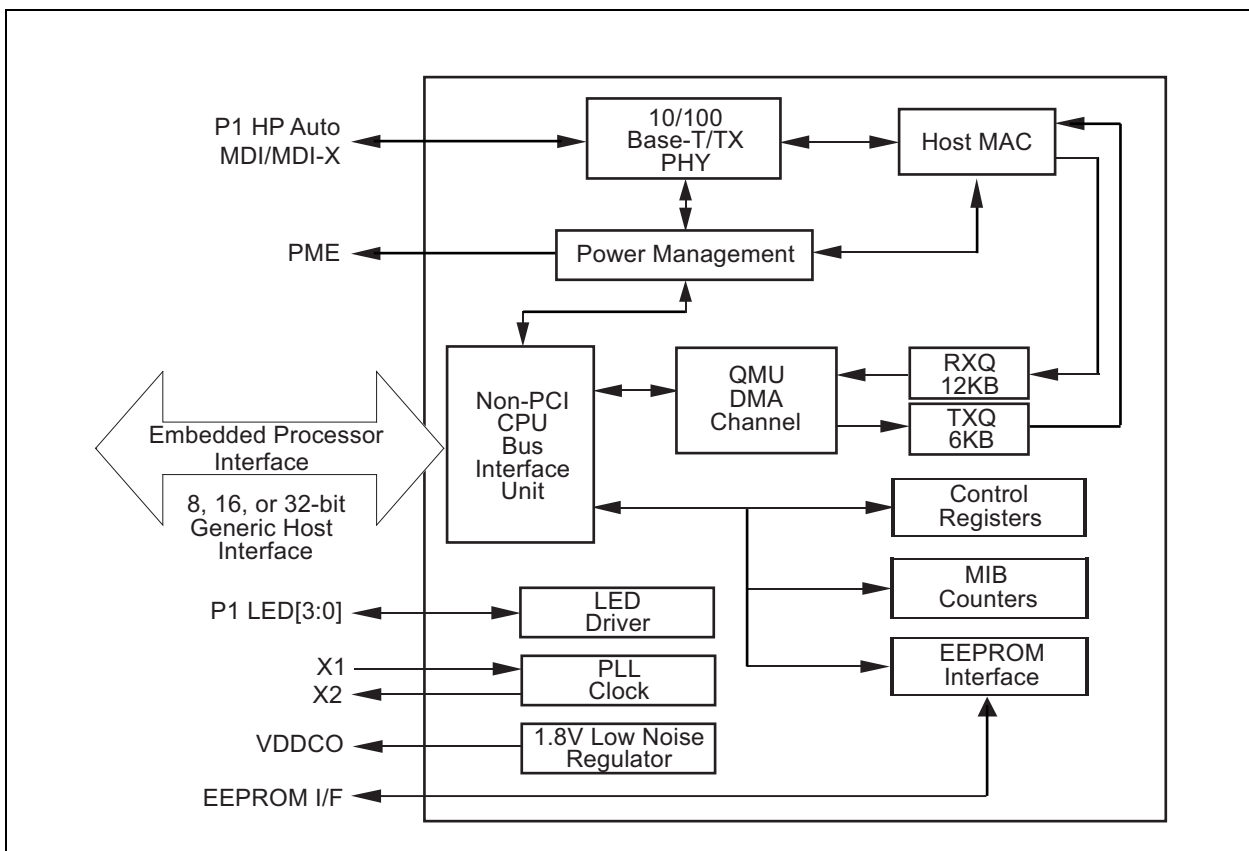 P1 HP Auto
MDI/MDI-X
10/100
Base-T/TX
PHY
Host MAC
PME
Power Management
Non-PCI
CPU
Bus
Interface
Unit
QMU
DMA
Channel
RXQ
12KB
TXQ
6KB
Embedded Processor
Interface
8, 16, or 32-bit
Generic Host
Interface
Control
Registers
MIB
Counters
EEPROM
Interface
P1 LED[3:0]
LED
Driver
X1
X2
PLL
Clock
VDDCO
1.8V Low Noise
Regulator
EEPROM I/F